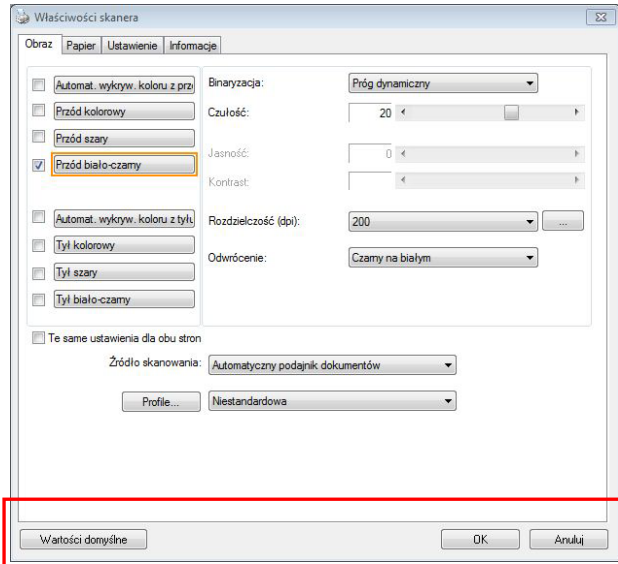 Właściwości skanera
Obraz Papier Ustawienie Informacje
Automat. wykryw. koloru z prz
Przód kolorowy
Przód szary
Przód biało-czarny
Automat. wykryw. koloru z tyłu
Tył kolorowy
Tył szary
Tył biało-czarny
Binaryzacja: Próg dynamiczny
Czułość: 20
Jasność: 0
Kontrast:
Rozdzielczość (dpi): 200 ...
Odwrócenie: Czarny na białym
Te same ustawienia dla obu stron
Źródło skanowania: Automatyczny podajnik dokumentów
Profile... Niestandardowa
Wartości domyślne OK Anuluj